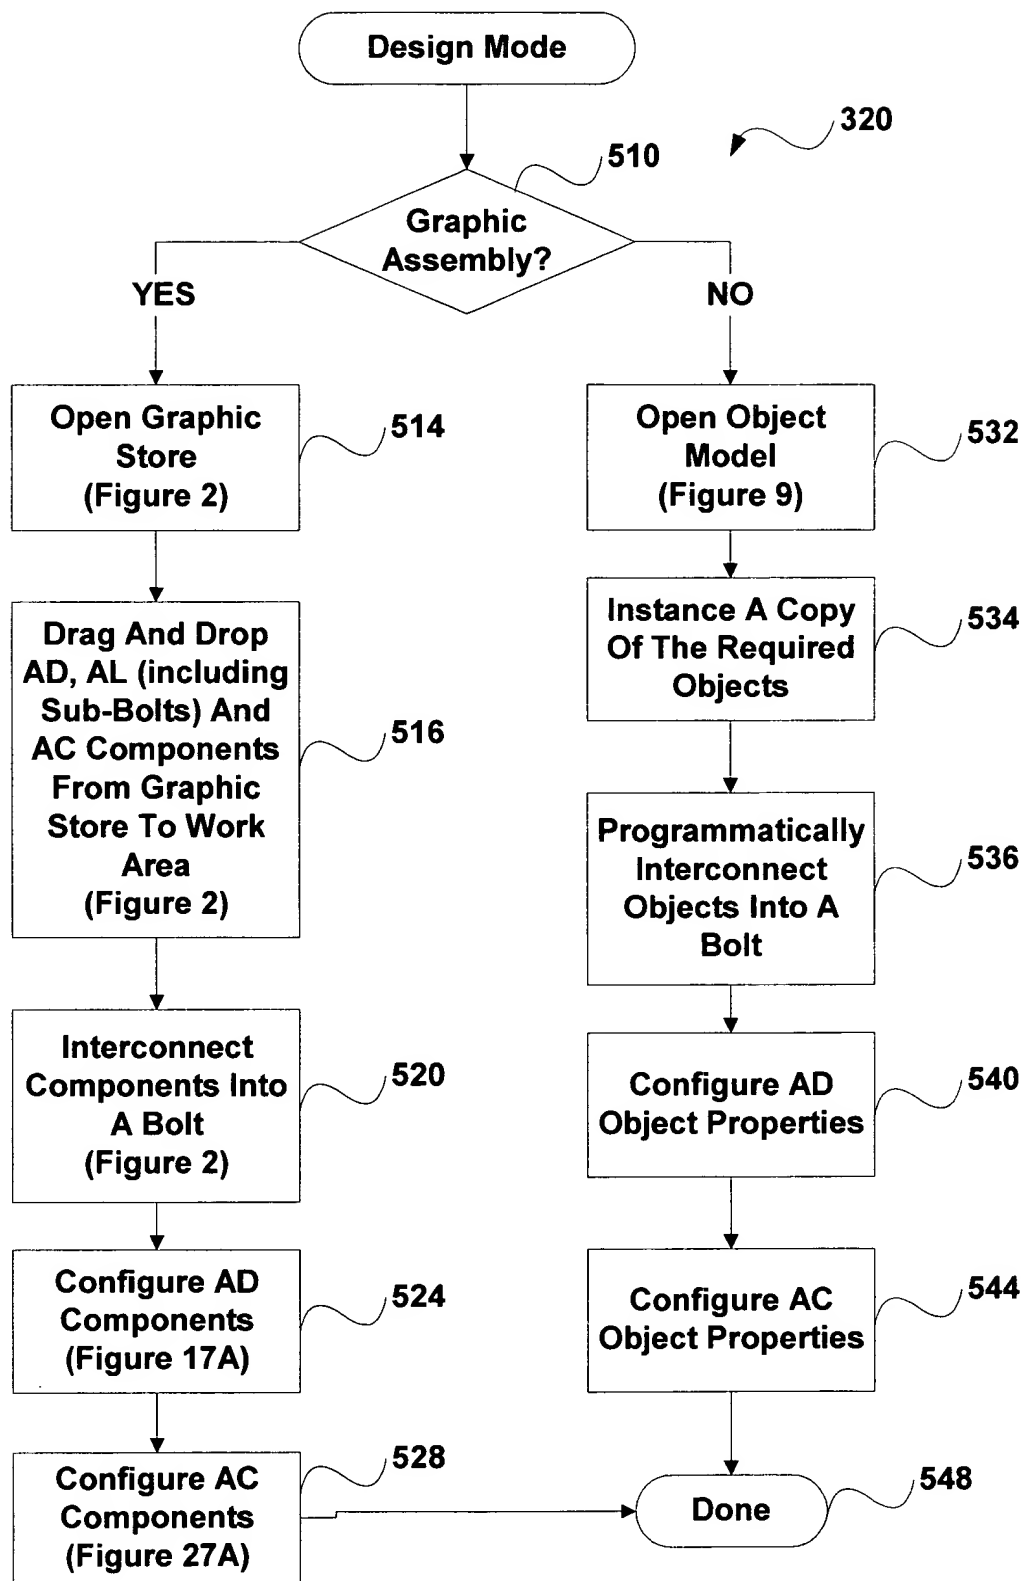 Design Mode
320
510
Graphic
Assembly?
YES
NO
Open Graphic
Store
(Figure 2)
514
Open Object
Model
(Figure 9)
532
Drag And Drop
AD, AL (including
Sub-Bolts) And
AC Components
From Graphic
Store To Work
Area
(Figure 2)
516
Instance A Copy
Of The Required
Objects
534
Programmatically
Interconnect
Objects Into A
Bolt
536
Interconnect
Components Into
A Bolt
(Figure 2)
520
Configure AD
Object Properties
540
Configure AD
Components
(Figure 17A)
524
Configure AC
Object Properties
544
Configure AC
Components
(Figure 27A)
528
Done
548